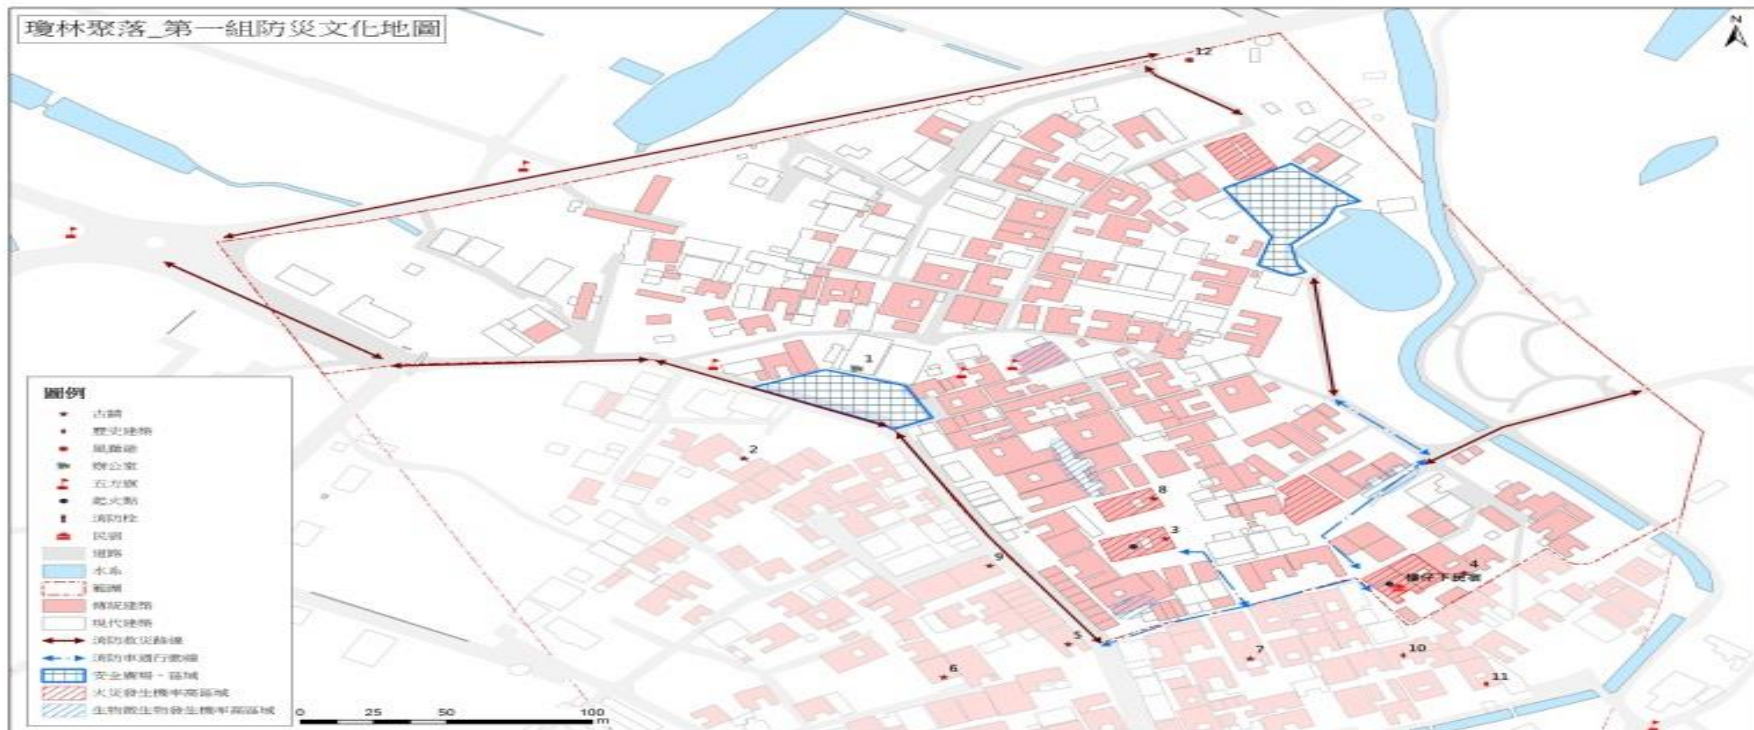 瓊林聚落_第一組防災文化地圖
N
12
1
2
8
3
9
4
樓仔下民宿
5
7
10
6
11
圖例
古蹟
歷史建築
風獅爺
辦公室
五方旗
起火點
消防栓
民宿
道路
水系
範圍
傳統建築
現代建築
消防救災路線
消防車通行動線
安全廣場、區域
火災發生機率高區域
生物微生物發生機率高區域
0 25 50 100
m